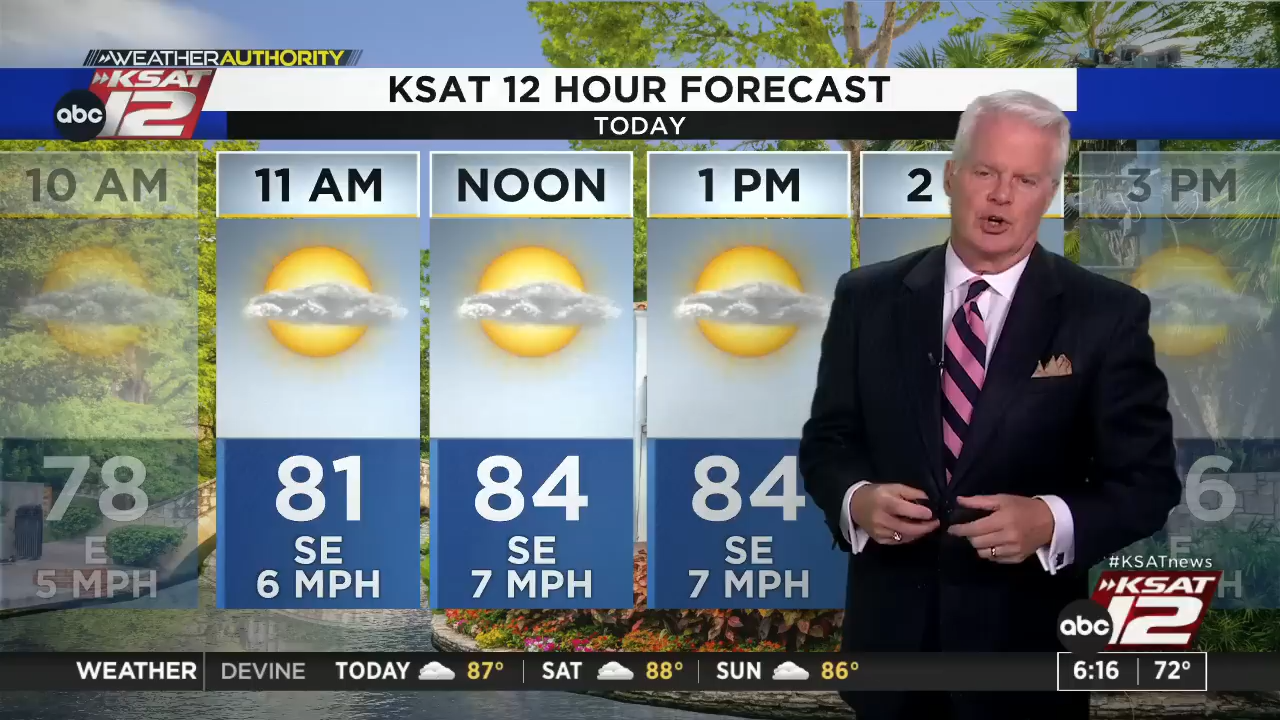 WEATHERAUTHORITY
KSAT
abc 12
KSAT 12 HOUR FORECAST
TODAY
10 AM
11 AM
NOON
1 PM
2
3 PM
78
81
84
84
6
E
SE
SE
SE
E
5 MPH
6 MPH
7 MPH
7 MPH
H
#KSATnews
KSAT
abc 12
WEATHER DEVINE TODAY 87° SAT 88° SUN 86° 6:16 72°